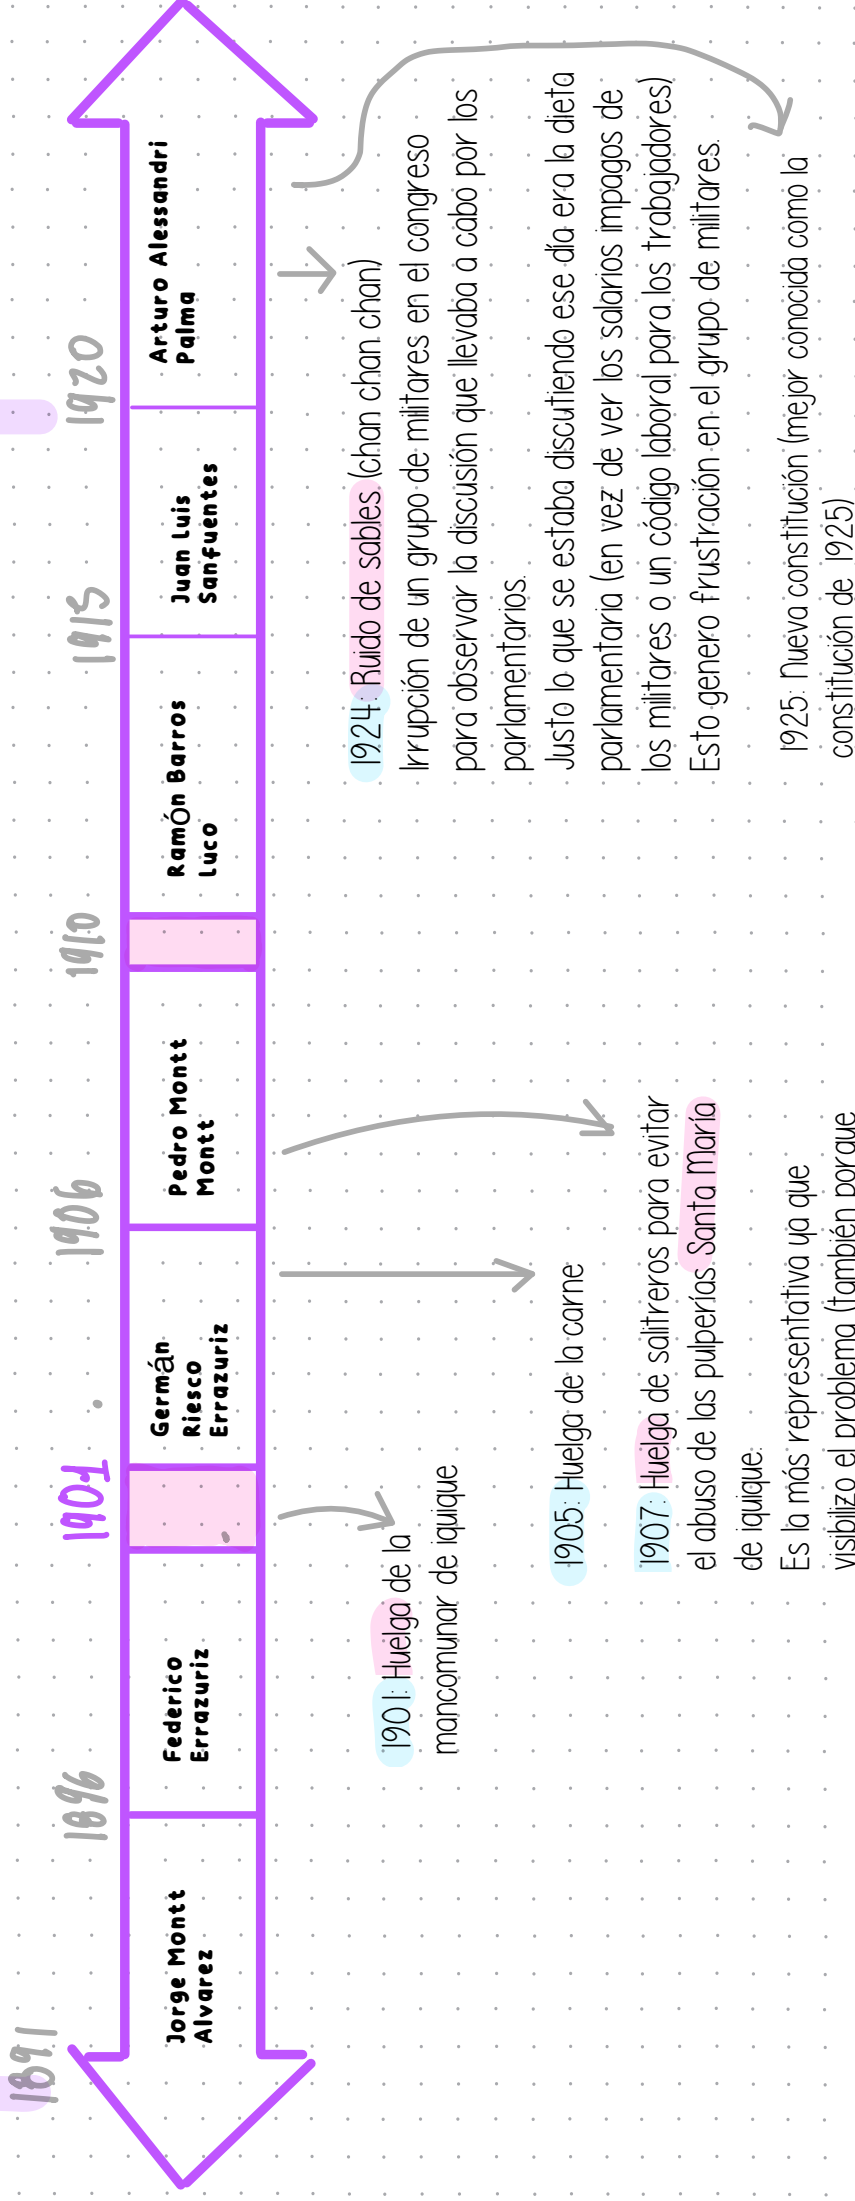 1891
1896
1901
1906
1910
1915
1920
Jorge Montt
Alvarez
Federico
Errazuriz
Germán
Riesco
Errazuriz
Pedro Montt
Montt
Ramón Barros
Luco
Juan Luis
Sanfuentes
Arturo Alessandri
Palma
1901: Huelga de la
mancomunar de iquique
1905: Huelga de la carne
1907: Huelga de salitreros para evitar
el abuso de las pulperías Santa María
de iquique.
Es la más representativa ya que
visibilizo el problema (también porque
1924: Ruido de sables (chan chan chan)
Irrupción de un grupo de militares en el congreso
para observar la discusión que llevaba a cabo por los
parlamentarios.
Justo lo que se estaba discutiendo ese día era la dieta
parlamentaria (en vez de ver los salarios impagos de
los militares o un código laboral para los trabajadores)
Esto genero frustración en el grupo de militares.
1925: Nueva constitución (mejor conocida como la
constitución de 1925)